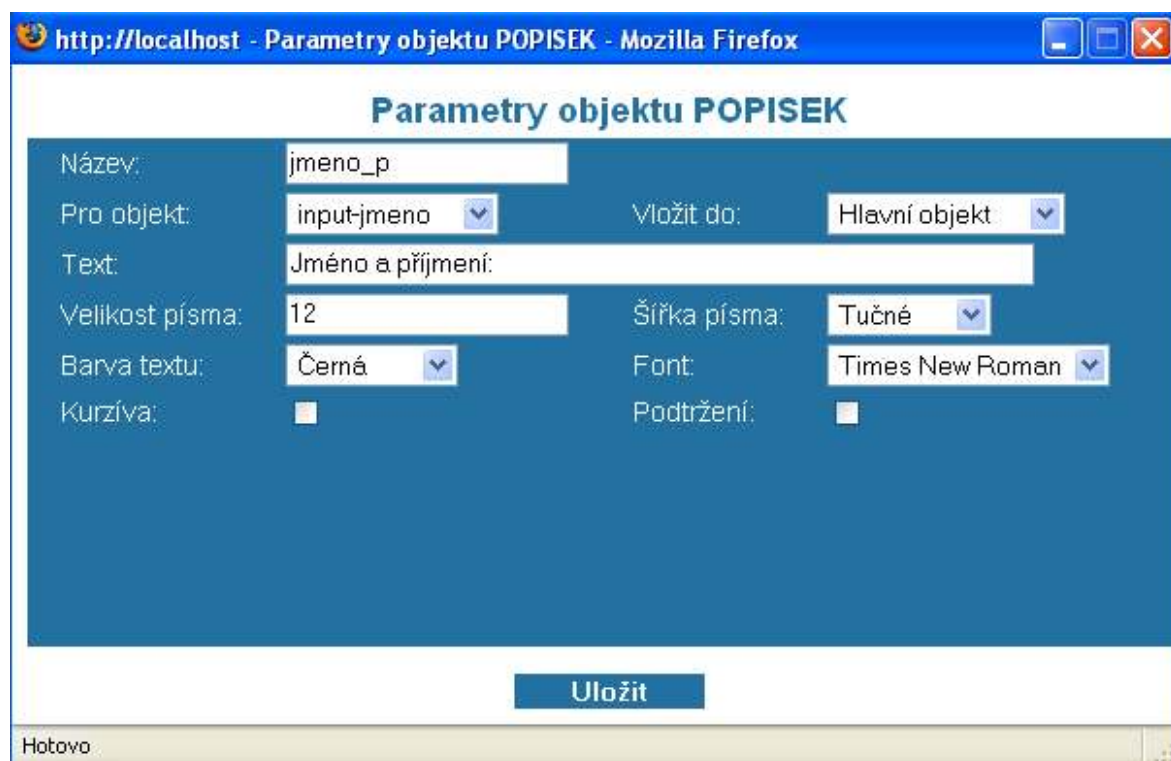 http://localhost - Parametry objektu POPISEK - Mozilla Firefox
Parametry objektu POPISEK
Název: jmeno_p
Pro objekt: input-jmeno Vložit do: Hlavní objekt
Text: Jméno a příjmení:
Velikost písma: 12 Šířka písma: Tučné
Barva textu: Černá Font: Times New Roman
Kurzíva: Podtržení:
Uložit
Hotovo